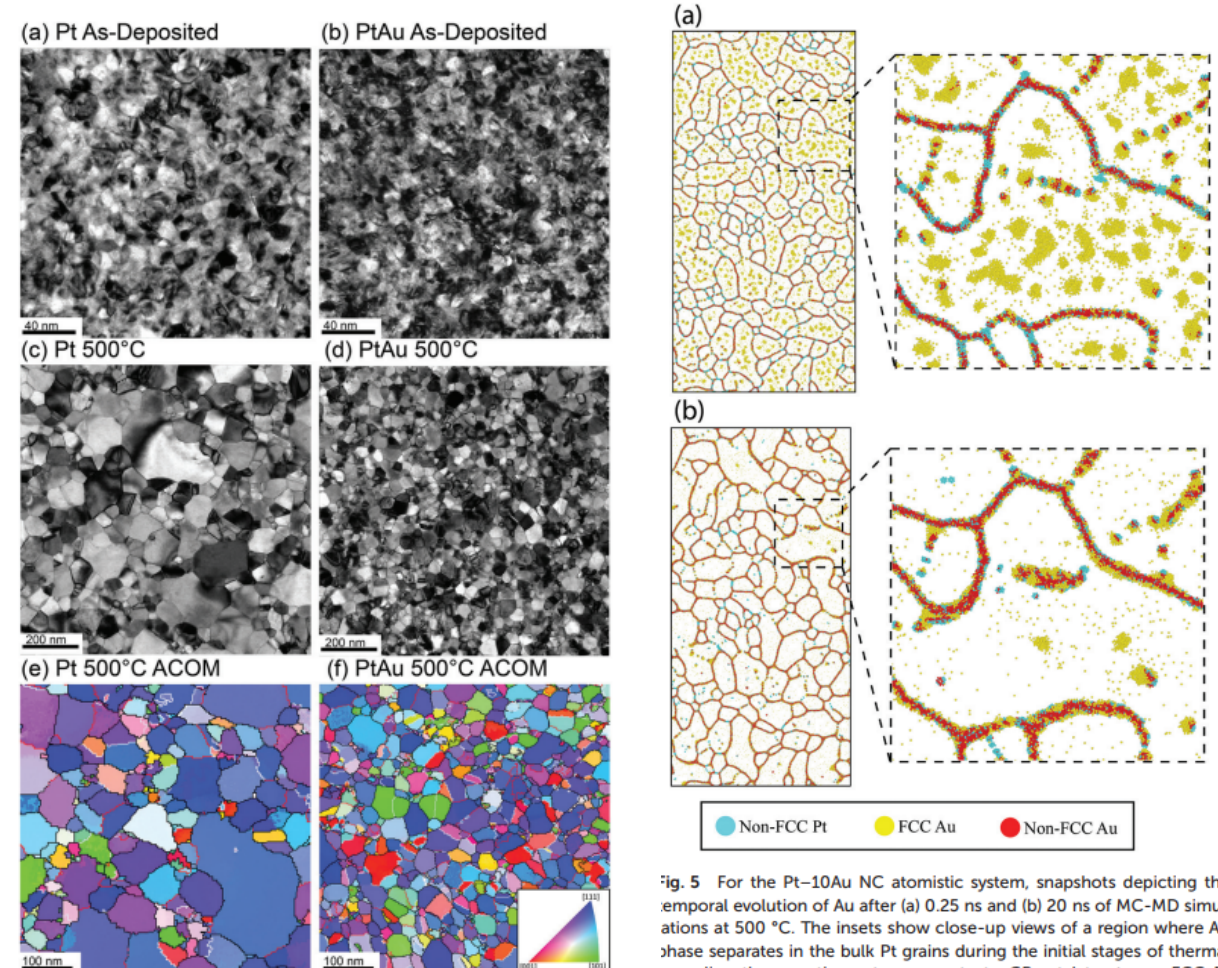 (a) Pt As-Deposited
(b) PtAu As-Deposited
40 nm
40 nm
(c) Pt 500°C
(d) PtAu 500°C
200 nm
200 nm
(e) Pt 500°C ACOM
(f) PtAu 500°C ACOM
100 nm
100 nm
[111]
[001]
[101]
(a)
(b)
Non-FCC Pt
FCC Au
Non-FCC Au
Fig. 5 For the Pt–10Au NC atomistic system, snapshots depicting th
temporal evolution of Au after (a) 0.25 ns and (b) 20 ns of MC-MD simu
ations at 500 °C. The insets show close-up views of a region where A
phase separates in the bulk Pt grains during the initial stages of therma